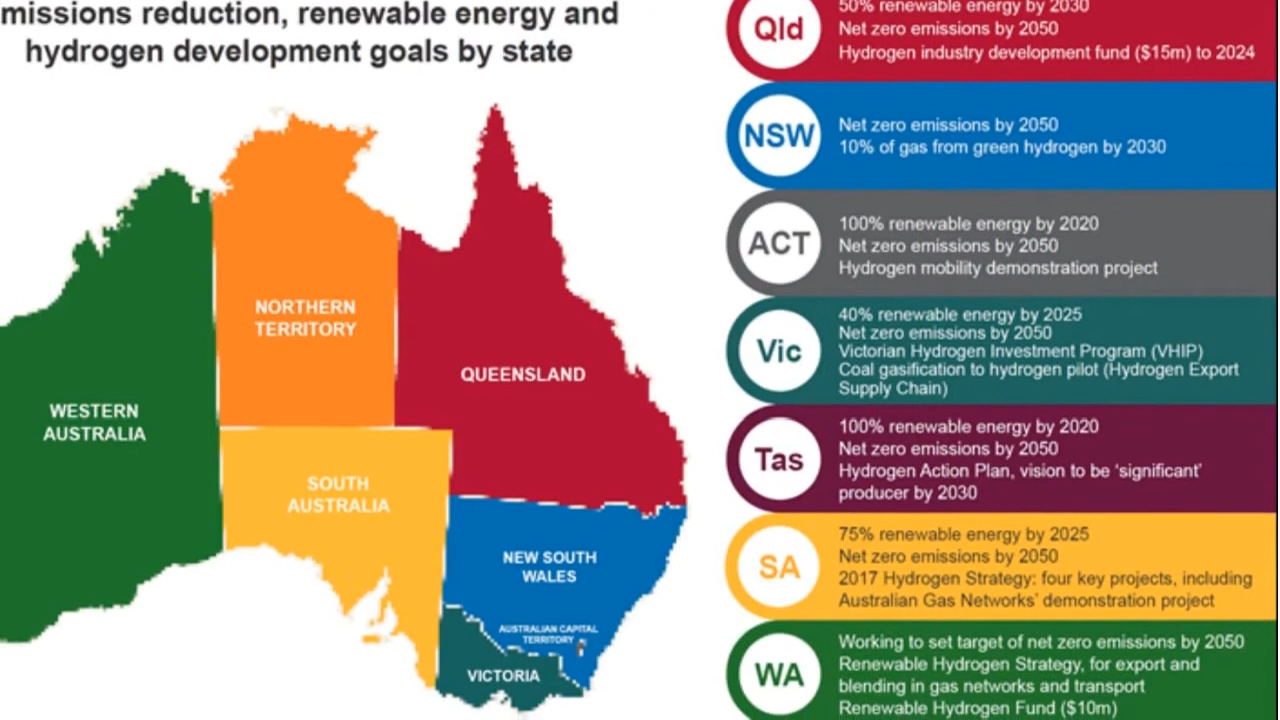 missions reduction, renewable energy and
hydrogen development goals by state
NORTHERN
TERRITORY
QUEENSLAND
WESTERN
AUSTRALIA
SOUTH
AUSTRALIA
NEW SOUTH
WALES
AUSTRALIAN CAPITAL
TERRITORY
VICTORIA
Qld
50% renewable energy by 2030
Net zero emissions by 2050
Hydrogen industry development fund ($15m) to 2024
NSW
Net zero emissions by 2050
10% of gas from green hydrogen by 2030
ACT
100% renewable energy by 2020
Net zero emissions by 2050
Hydrogen mobility demonstration project
Vic
40% renewable energy by 2025
Net zero emissions by 2050
Victorian Hydrogen Investment Program (VHIP)
Coal gasification to hydrogen pilot (Hydrogen Export
Supply Chain)
Tas
100% renewable energy by 2020
Net zero emissions by 2050
Hydrogen Action Plan, vision to be ‘significant’
producer by 2030
SA
75% renewable energy by 2025
Net zero emissions by 2050
2017 Hydrogen Strategy: four key projects, including
Australian Gas Networks’ demonstration project
WA
Working to set target of net zero emissions by 2050
Renewable Hydrogen Strategy, for export and
blending in gas networks and transport
Renewable Hydrogen Fund ($10m)